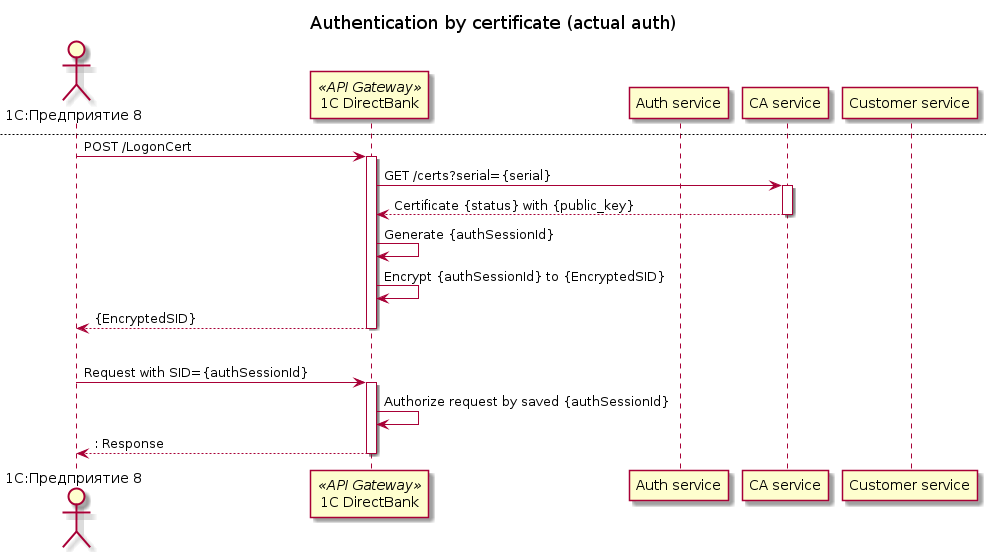 Authentication by certificate (actual auth)
1С:Предприятие 8
«API Gateway»
1C DirectBank
Auth service
CA service
Customer service
POST /LogonCert
GET /certs?serial={serial}
Certificate {status} with {public_key}
Generate {authSessionId}
Encrypt {authSessionId} to {EncryptedSID}
{EncryptedSID}
Request with SID={authSessionId}
Authorize request by saved {authSessionId}
: Response
1С:Предприятие 8
«API Gateway»
1C DirectBank
Auth service
CA service
Customer service